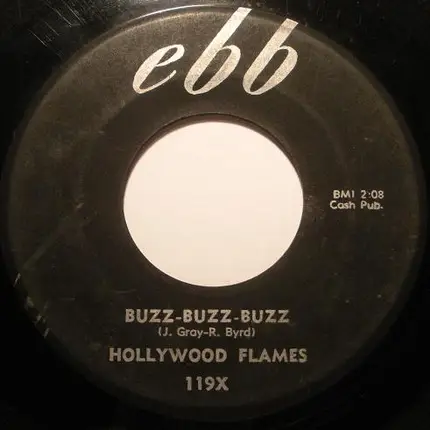 ebb
BMI 2:08
Cash Pub.
BUZZ-BUZZ-BUZZ
(J. Gray-R. Byrd)
HOLLYWOOD FLAMES
119X